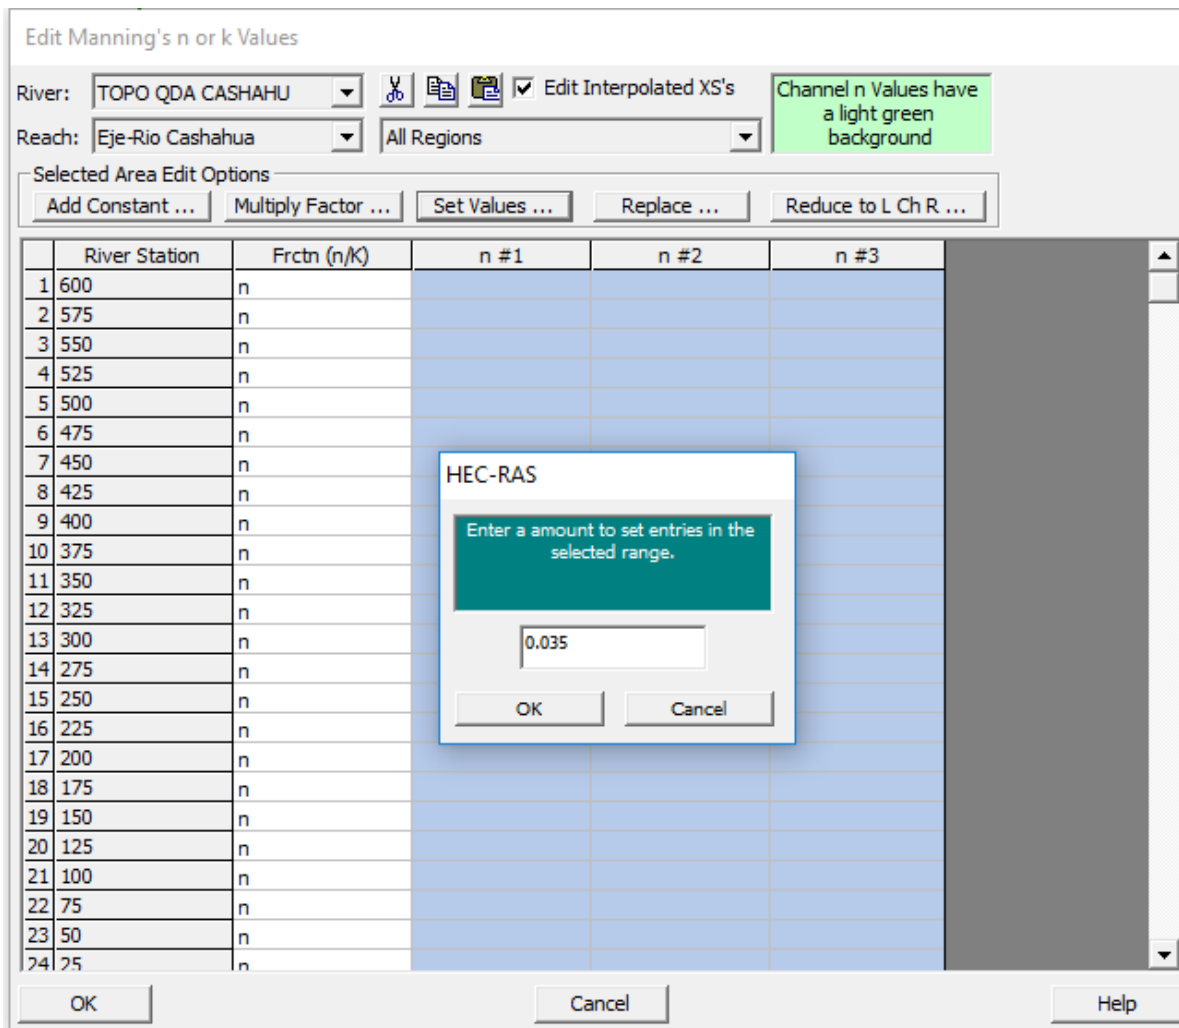 Edit Manning's n or k Values
River: TOPO QDA CASHAHU Edit Interpolated XS's
Channel n Values have a light green background
Reach: Eje-Rio Cashahua All Regions
Selected Area Edit Options
Add Constant ... Multiply Factor ... Set Values ... Replace ... Reduce to L Ch R ...
River Station Frctn (n/K) n #1 n #2 n #3
1 600 n
2 575 n
3 550 n
4 525 n
5 500 n
6 475 n
7 450 n
8 425 n
9 400 n
10 375 n
11 350 n
12 325 n
13 300 n
14 275 n
15 250 n
16 225 n
17 200 n
18 175 n
19 150 n
20 125 n
21 100 n
22 75 n
23 50 n
24 25 n
HEC-RAS
Enter a amount to set entries in the
selected range.
0.035
OK Cancel
OK Cancel Help